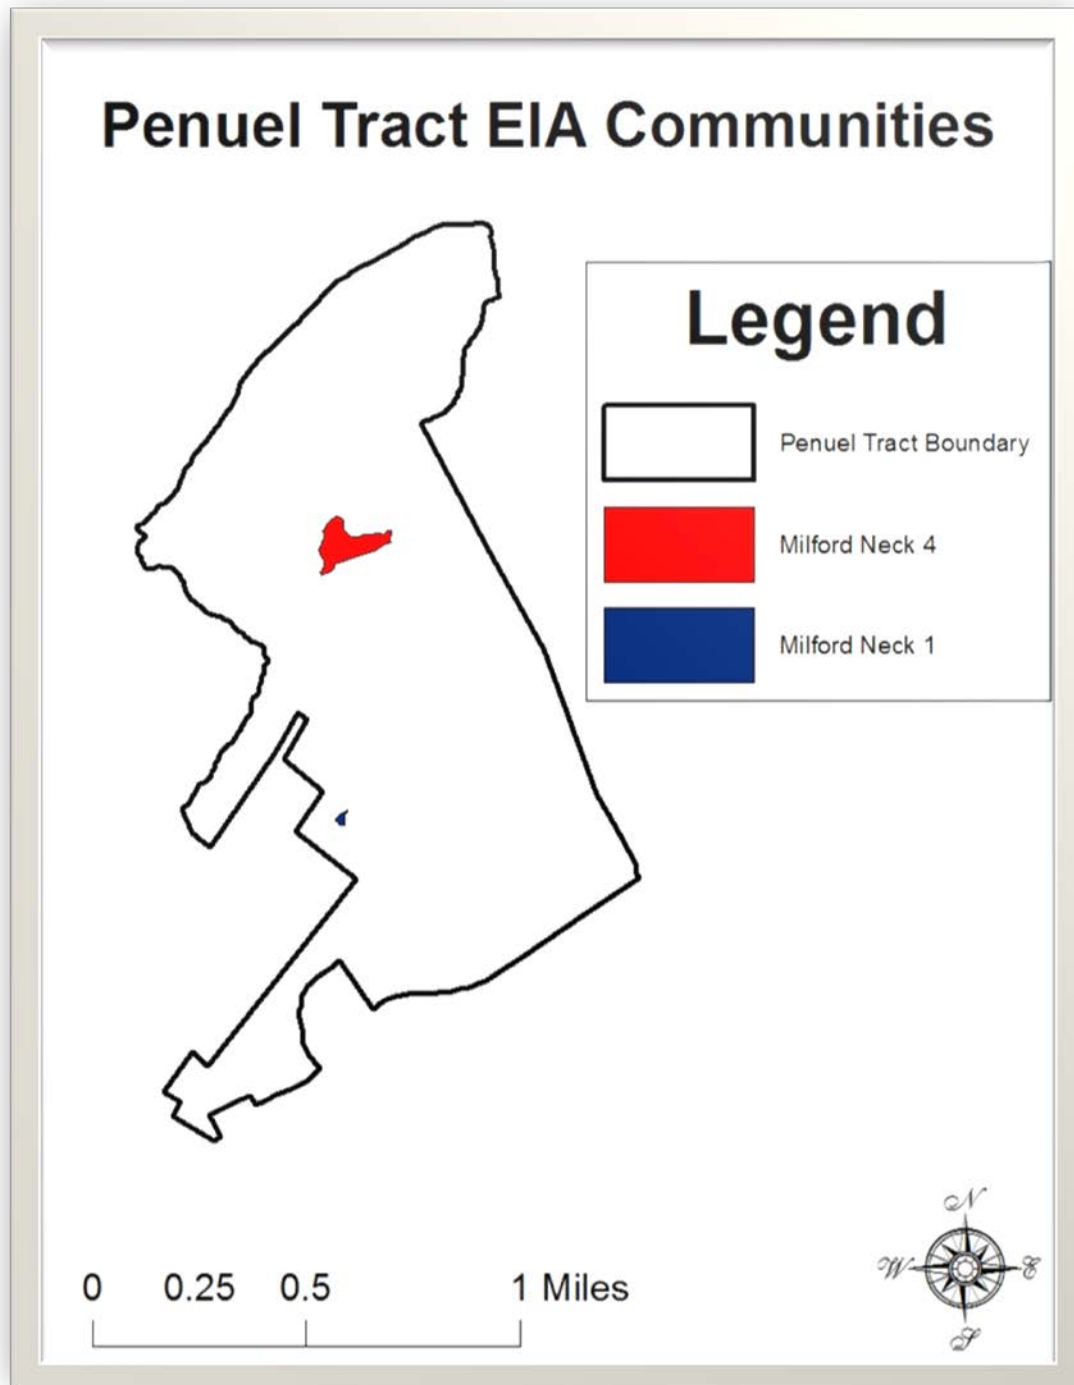 Penuel Tract EIA Communities
Legend
Penuel Tract Boundary
Milford Neck 4
Milford Neck 1
0 0.25 0.5 1 Miles
N
W E
S